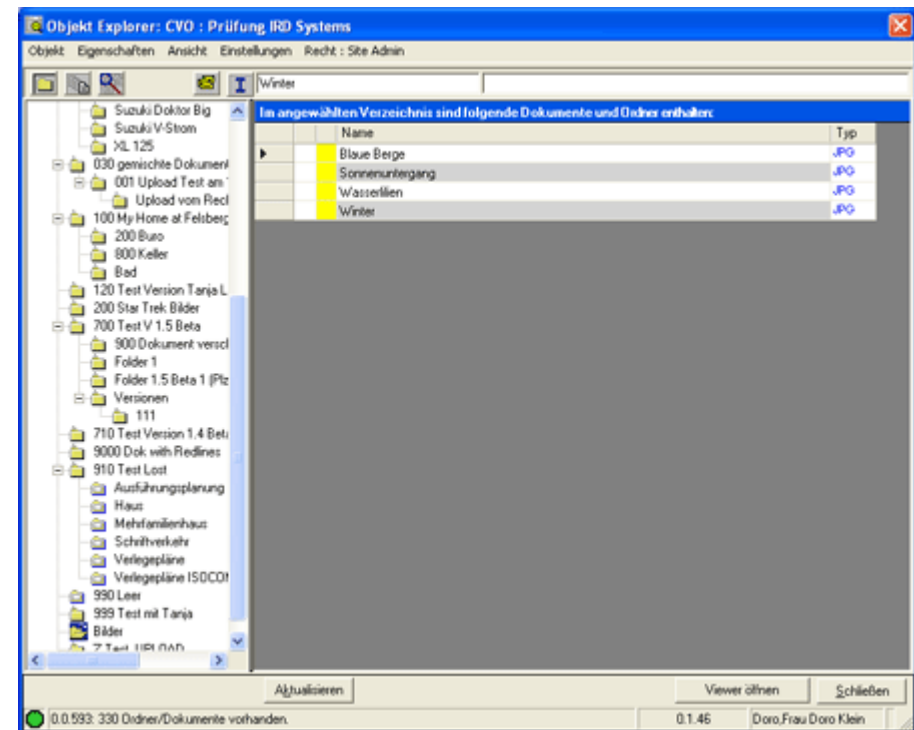 Objekt Explorer: CVO : Prüfung IRD Systems
Objekt Eigenschaften Ansicht Einstellungen Recht : Site Admin
Winter
Im angewählten Verzeichnis sind folgende Dokumente und Ordner enthalten:
Name Typ
Blaue Berge JPG
Sonnenuntergang JPG
Wasserlilien JPG
Winter JPG
Suzuki Doktor Big
Suzuki V-Strom
XL 125
030 gemischte Dokument
001 Upload Test am
Upload vom Recl
100 My Home at Felsberg
200 Buro
800 Keller
Bad
120 Test Version Tanja L
200 Star Trek Bilder
700 Test V 1.5 Beta
900 Dokument verscl
Folder 1
Folder 1.5 Beta 1 (Plz
Versionen
111
710 Test Version 1.4 Beta
9000 Dok with Redlines
910 Test Lost
Ausführungsplanung
Haus
Mehrfamilienhaus
Schriftverkehr
Verlegepläne
Verlegepläne ISOCO
990 Leer
999 Test mit Tanja
Bilder
Z Test UPLOAD
Aktualisieren Viewer öffnen Schließen
0.0.593: 330 Ordner/Dokumente vorhanden. 0.1.46 Doro,Frau Doro Klein